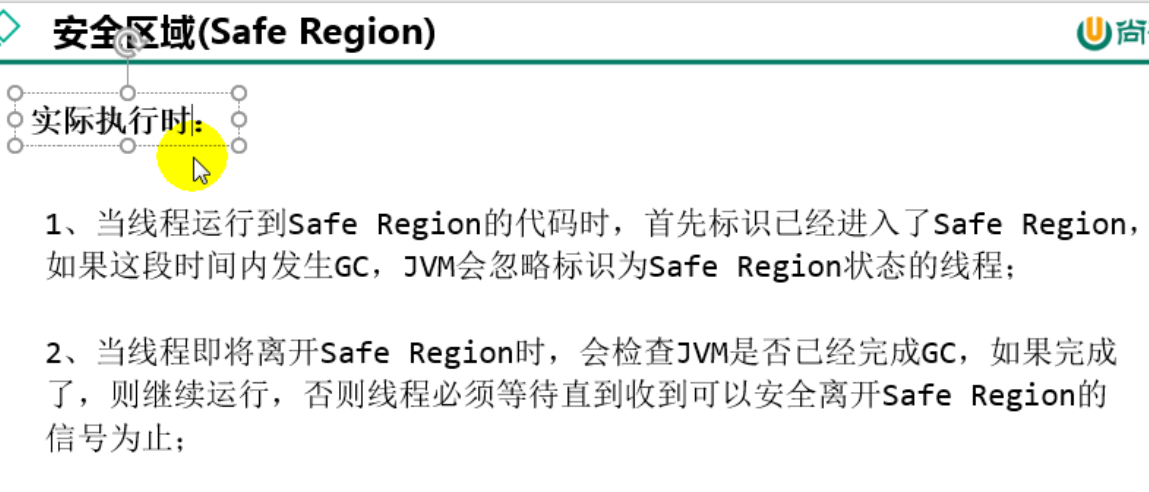 安全区域(Safe Region)
尚
实际执行时：
1、当线程运行到Safe Region的代码时，首先标识已经进入了Safe Region，
如果这段时间内发生GC，JVM会忽略标识为Safe Region状态的线程；
2、当线程即将离开Safe Region时，会检查JVM是否已经完成GC，如果完成
了，则继续运行，否则线程必须等待直到收到可以安全离开Safe Region的
信号为止；